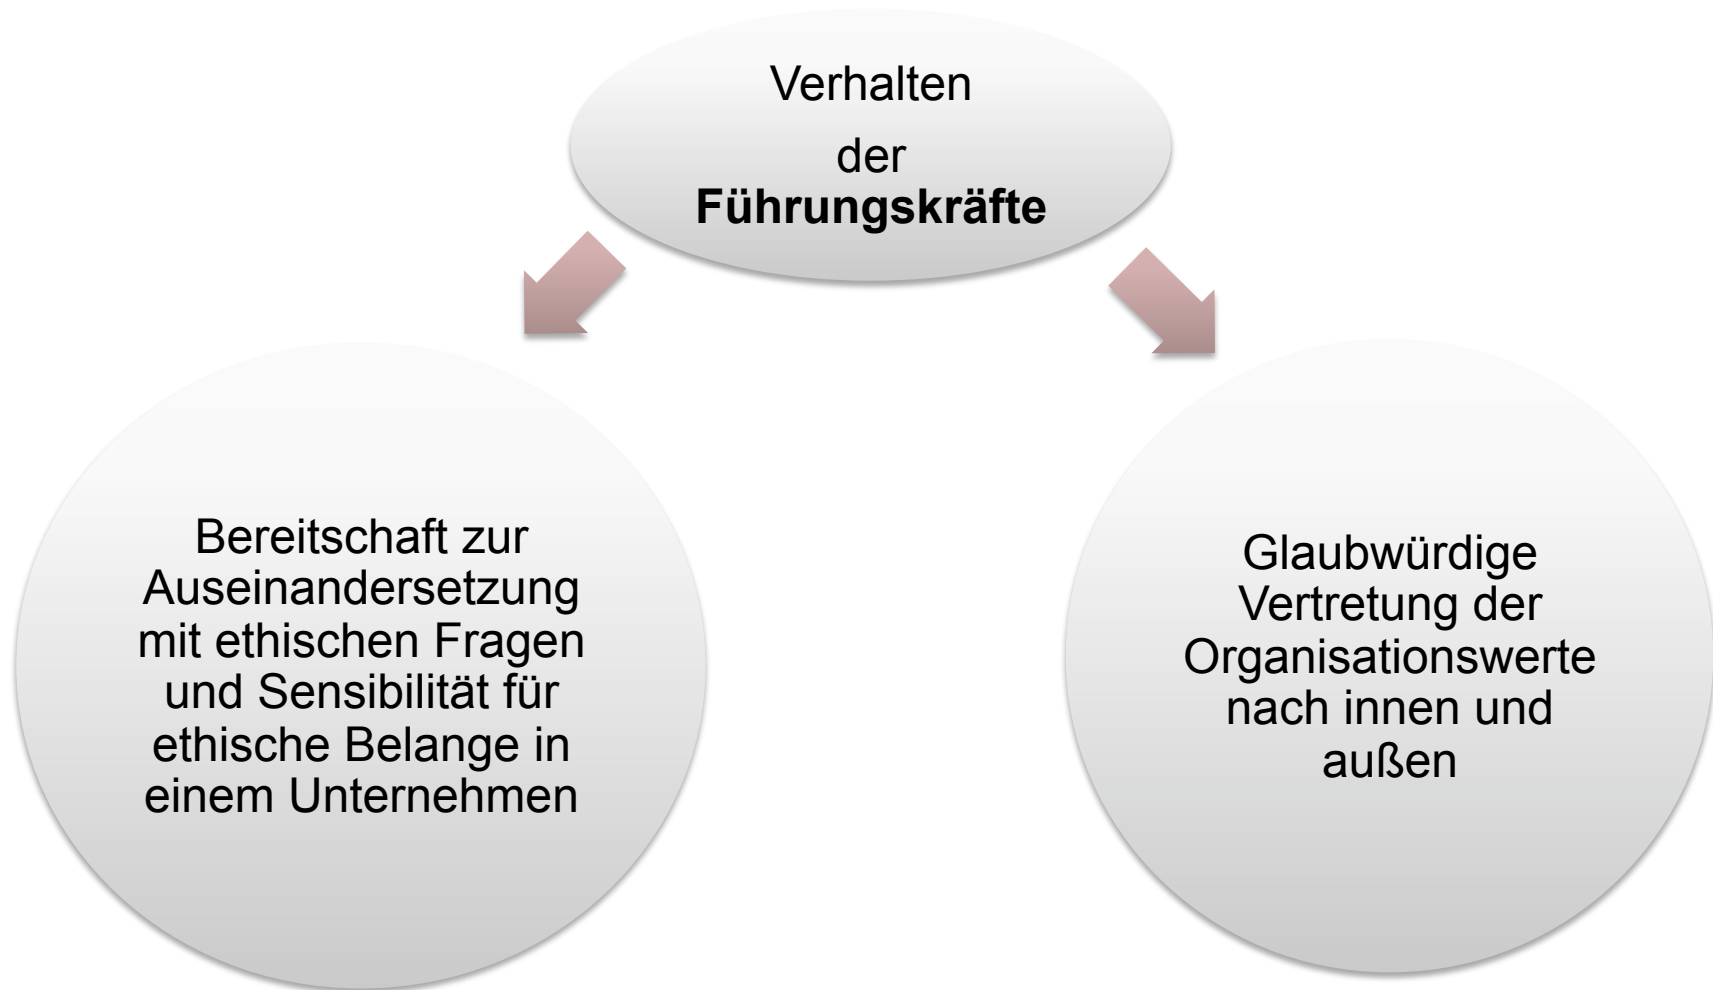 Verhalten
der
Führungskräfte
Bereitschaft zur
Auseinandersetzung
mit ethischen Fragen
und Sensibilität für
ethische Belange in
einem Unternehmen
Glaubwürdige
Vertretung der
Organisationswerte
nach innen und
außen